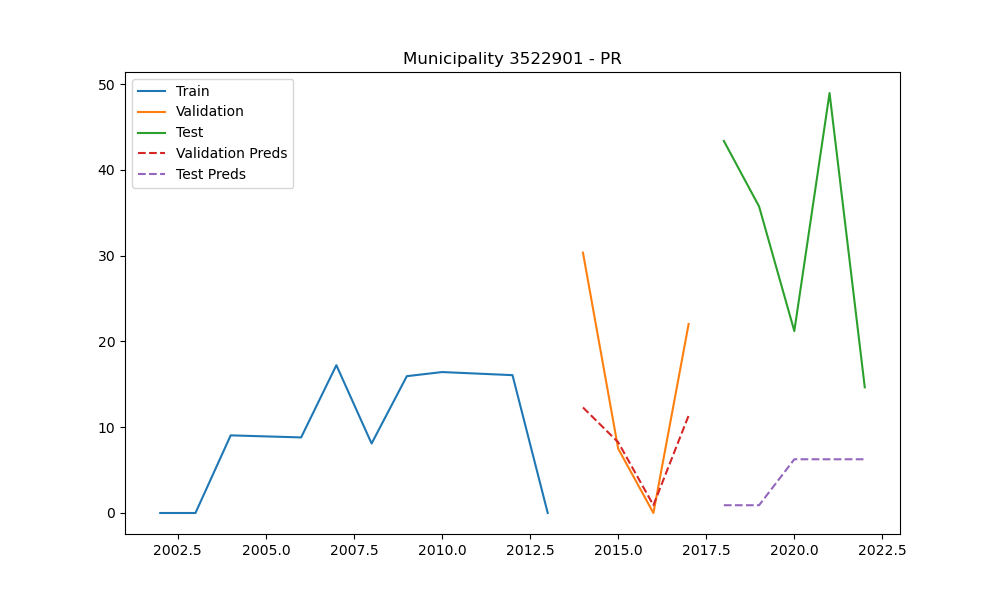 Municipality 3522901 - PR
Train
Validation
Test
Validation Preds
Test Preds
50
40
30
20
10
0
2002.5 2005.0 2007.5 2010.0 2012.5 2015.0 2017.5 2020.0 2022.5